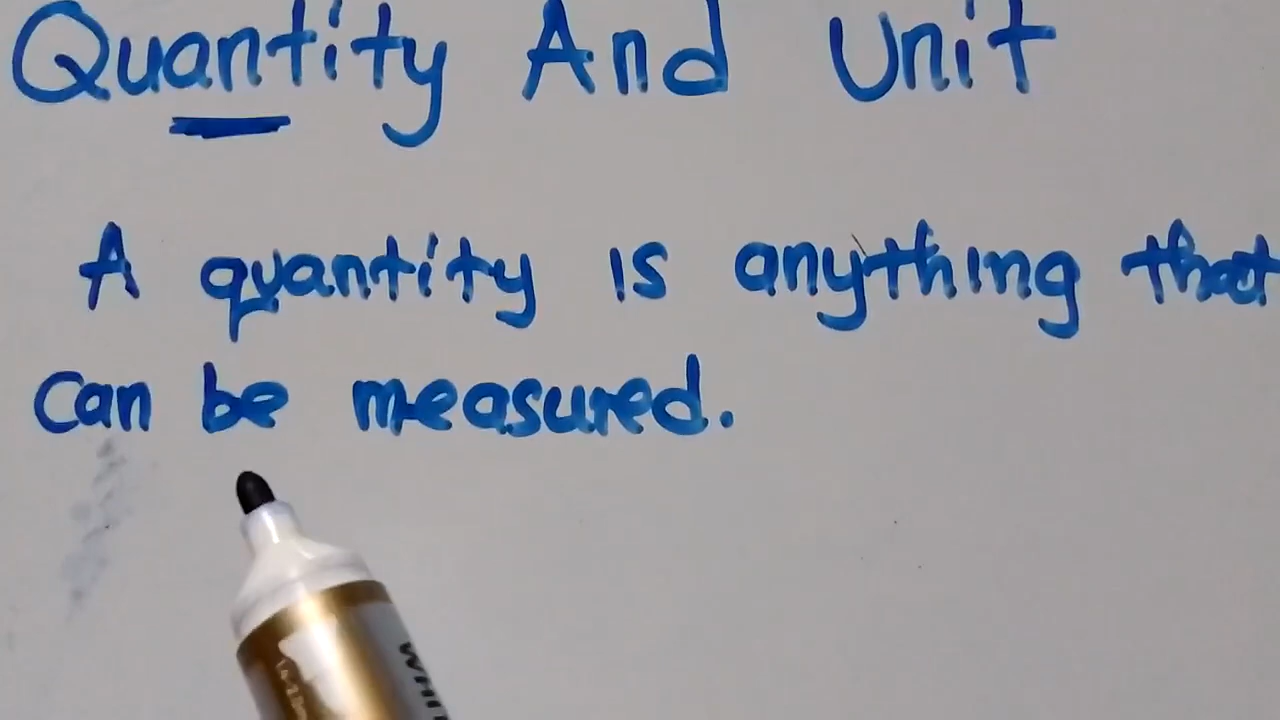 Quantity And Unit
A quantity is anything that
can be measured.